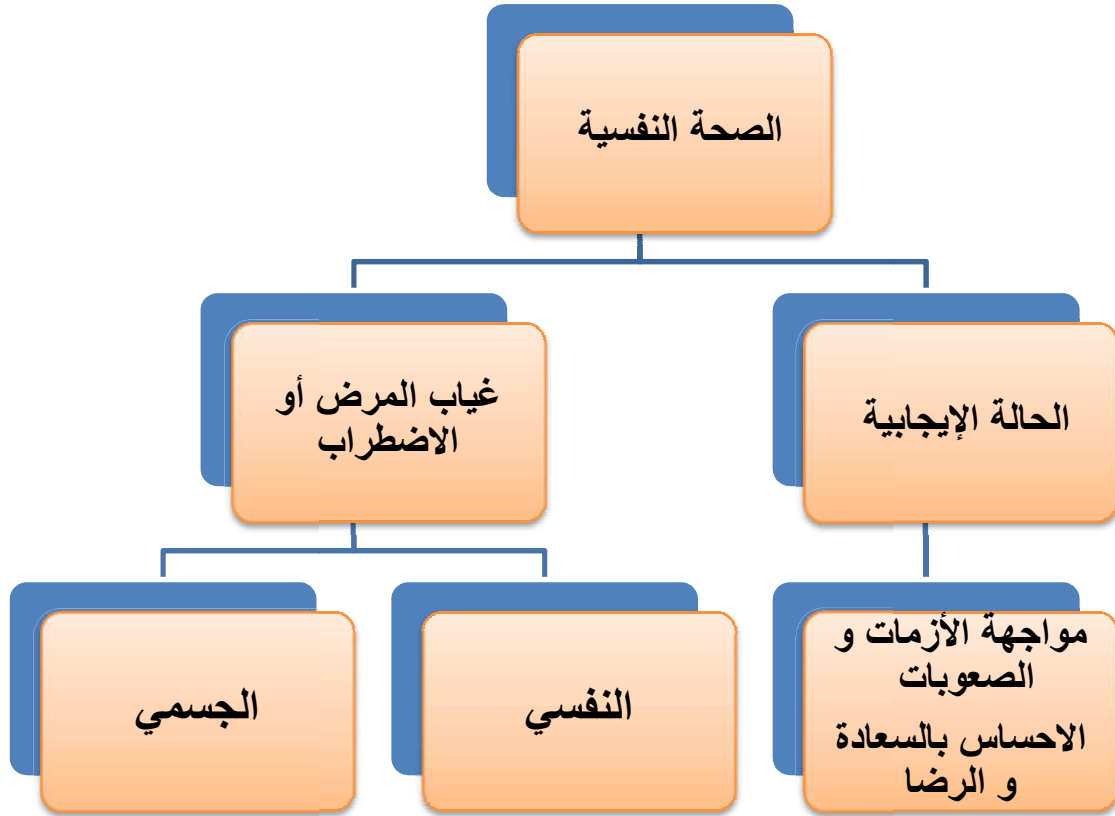 الصحة النفسية
الحالة الإيجابية
غياب المرض أو
الاضطراب
مواجهة الأزمات و
الصعوبات
الاحساس بالسعادة
و الرضا
النفسي
الجسمي